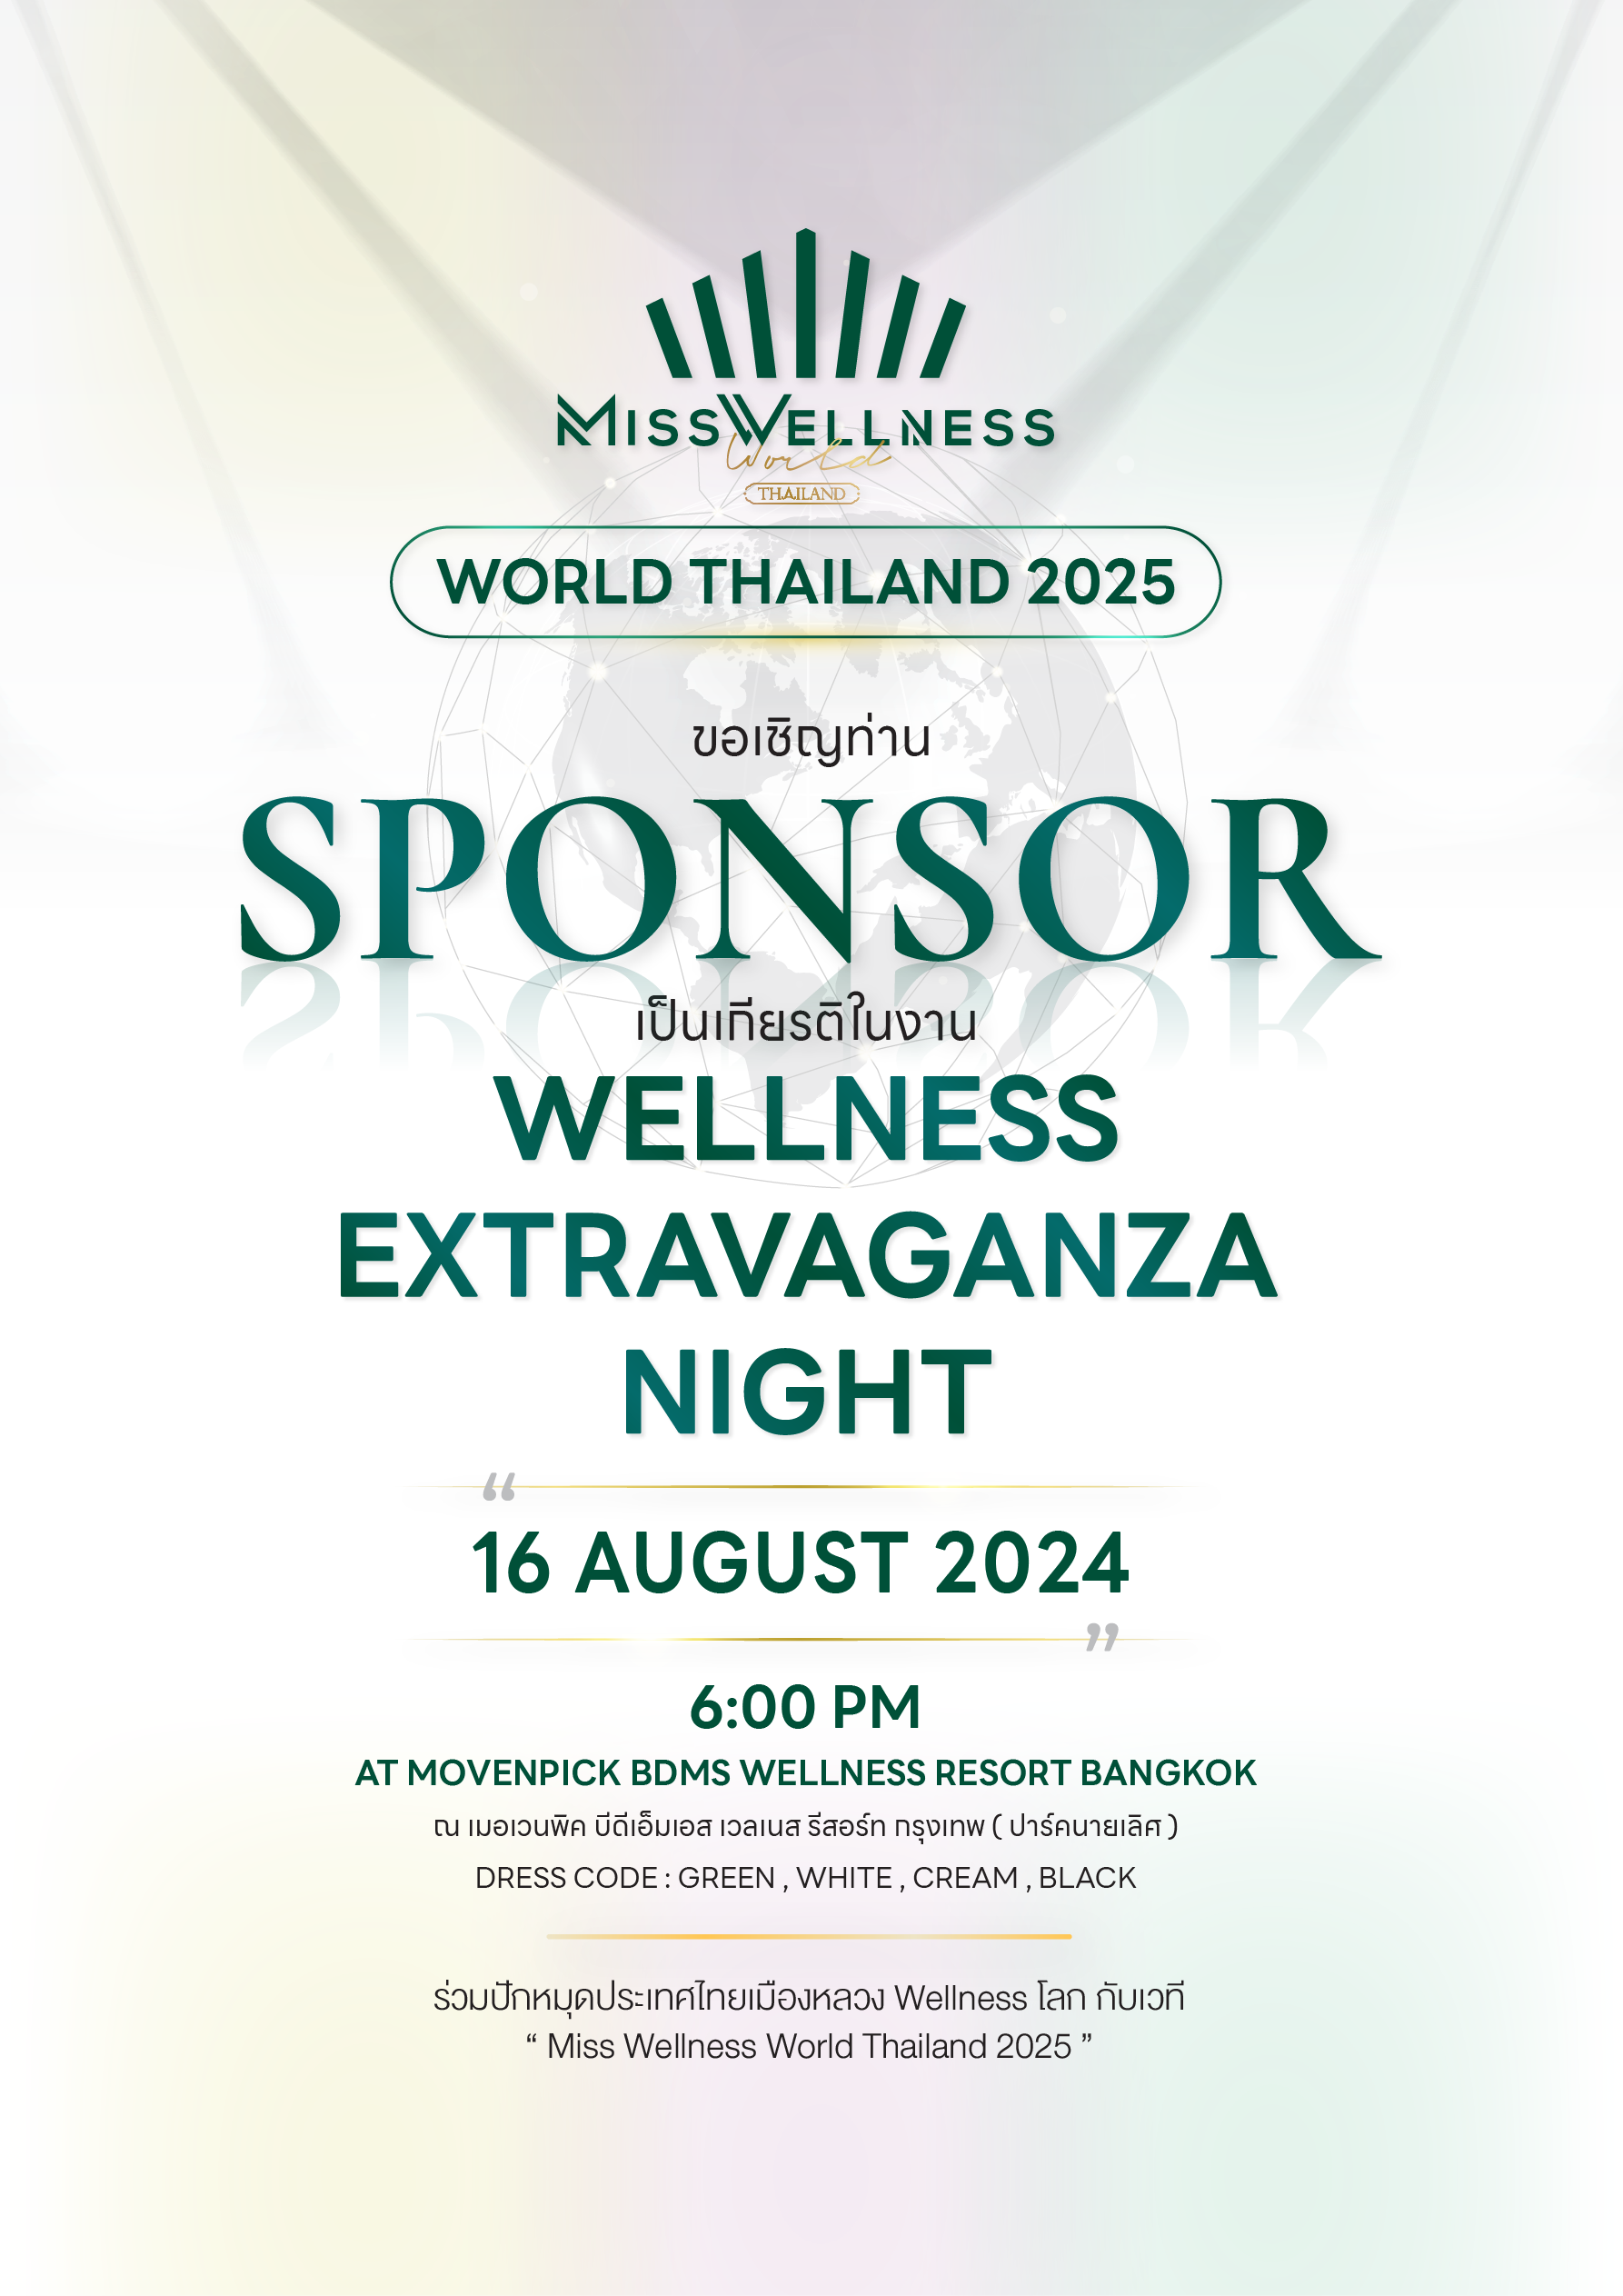 MISSWELLNESS
World
THAILAND
WORLD THAILAND 2025
ขอเชิญท่าน
SPONSOR
เป็นเกียรติในงาน
WELLNESS
EXTRAVAGANZA
NIGHT
“
16 AUGUST 2024
”
6:00 PM
AT MOVENPICK BDMS WELLNESS RESORT BANGKOK
ณ เมอเวนพิค บีดีเอ็มเอส เวลเนส รีสอร์ท กรุงเทพ ( ปาร์คนายเลิศ )
DRESS CODE : GREEN , WHITE , CREAM , BLACK
ร่วมปักหมุดประเทศไทยเมืองหลวง Wellness โลก กับเวที
“ Miss Wellness World Thailand 2025 ”